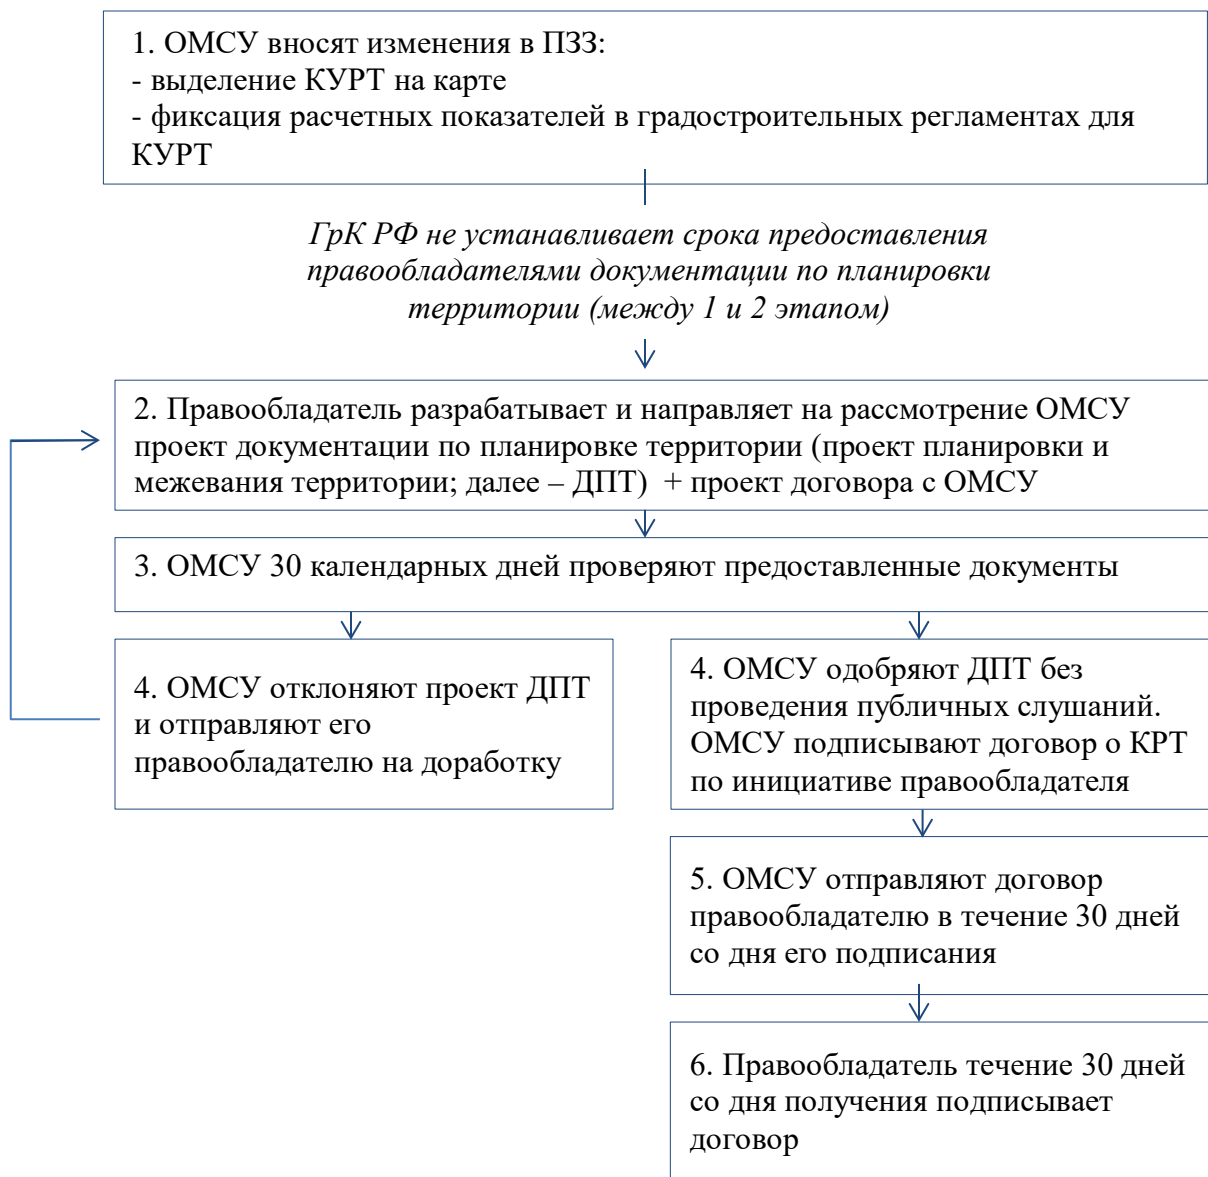 1. ОМСУ вносят изменения в ПЗЗ:
- выделение КУРТ на карте
- фиксация расчетных показателей в градостроительных регламентах для
КУРТ
ГрК РФ не устанавливает срока предоставления
правообладателями документации по планировки
территории (между 1 и 2 этапом)
2. Правообладатель разрабатывает и направляет на рассмотрение ОМСУ
проект документации по планировке территории (проект планировки и
межевания территории; далее – ДПТ) + проект договора с ОМСУ
3. ОМСУ 30 календарных дней проверяют предоставленные документы
4. ОМСУ отклоняют проект ДПТ
и отправляют его
правообладателю на доработку
4. ОМСУ одобряют ДПТ без
проведения публичных слушаний.
ОМСУ подписывают договор о КРТ
по инициативе правообладателя
5. ОМСУ отправляют договор
правообладателю в течение 30 дней
со дня его подписания
6. Правообладатель течение 30 дней
со дня получения подписывает
договор